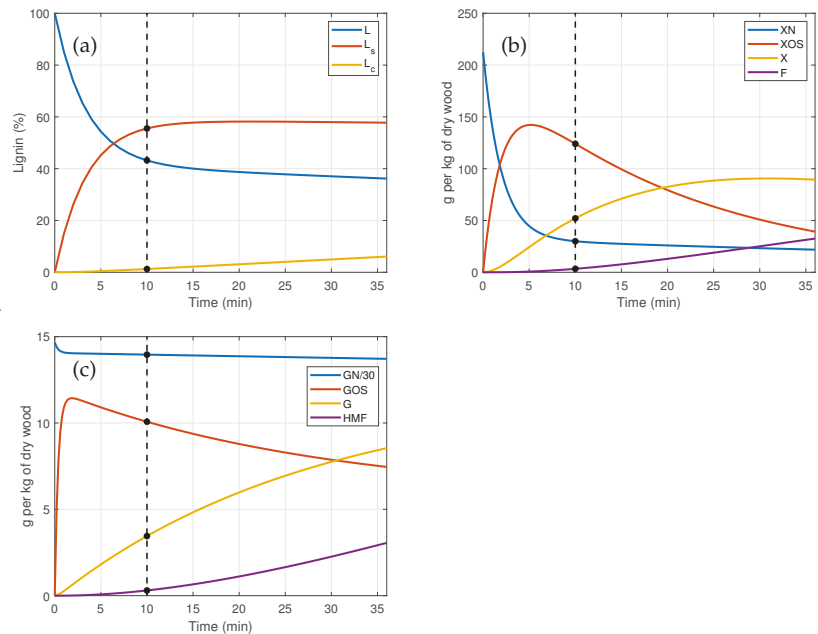 (a)
L
Ls
Lc
100
80
60
40
20
0
Lignin (%)
0 5 10 15 20 25 30 35
Time (min)
(b)
XN
XOS
X
F
250
200
150
100
50
0
g per kg of dry wood
0 5 10 15 20 25 30 35
Time (min)
(c)
GN/30
GOS
G
HMF
15
10
5
0
g per kg of dry wood
0 5 10 15 20 25 30 35
Time (min)